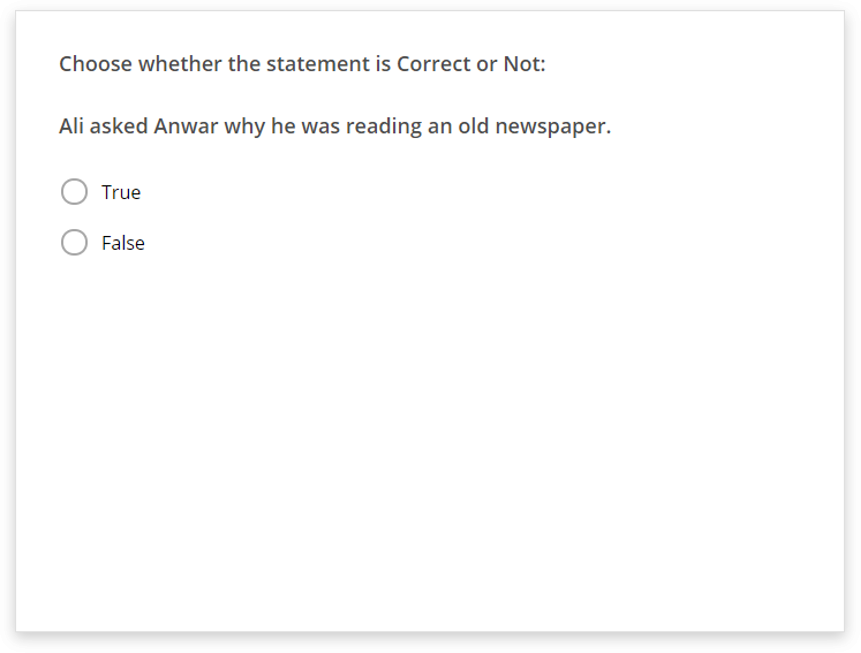 Choose whether the statement is Correct or Not:
Ali asked Anwar why he was reading an old newspaper.
True
False